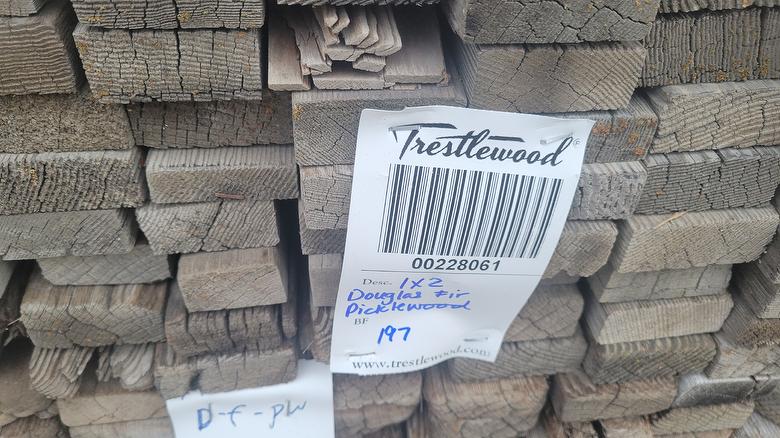 Trestlewood®
00228061
Desc. 1x2
Douglas Fir
Picklewood
BF
197
www.trestlewood.com
D-F-PW